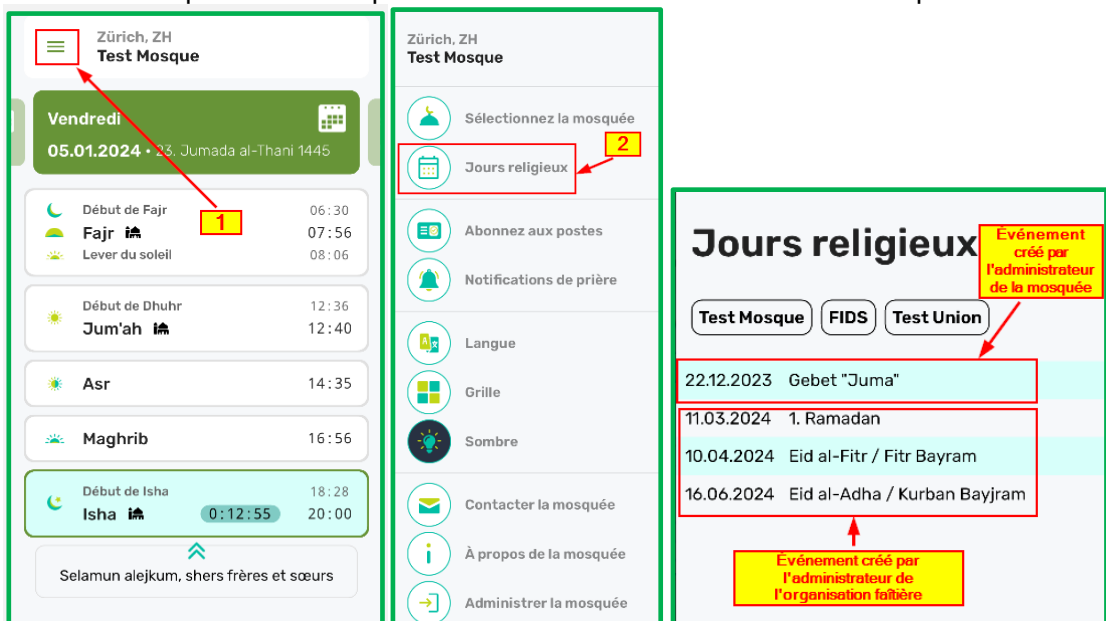 Zürich, ZH
Test Mosque
Vendredi
05.01.2024 • 23. Jumada al-Thani 1445
1
Début de Fajr 06:30
Fajr 07:56
Lever du soleil 08:06
Début de Dhuhr 12:36
Jum'ah 12:40
Asr 14:35
Maghrib 16:56
Début de Isha 18:28
Isha 0:12:55 20:00
Selamun alejkum, shers frères et sœurs
Zürich, ZH
Test Mosque
Sélectionnez la mosquée
2
Jours religieux
Abonnez aux postes
Notifications de prière
Langue
Grille
Sombre
Contacter la mosquée
À propos de la mosquée
Administrer la mosquée
Jours religieux
Événement
créé par
l'administrateur
de la mosquée
Test Mosque FIDS Test Union
22.12.2023 Gebet "Juma"
11.03.2024 1. Ramadan
10.04.2024 Eid al-Fitr / Fitr Bayram
16.06.2024 Eid al-Adha / Kurban Bayjram
Événement créé par
l'administrateur de
l'organisation faîtière